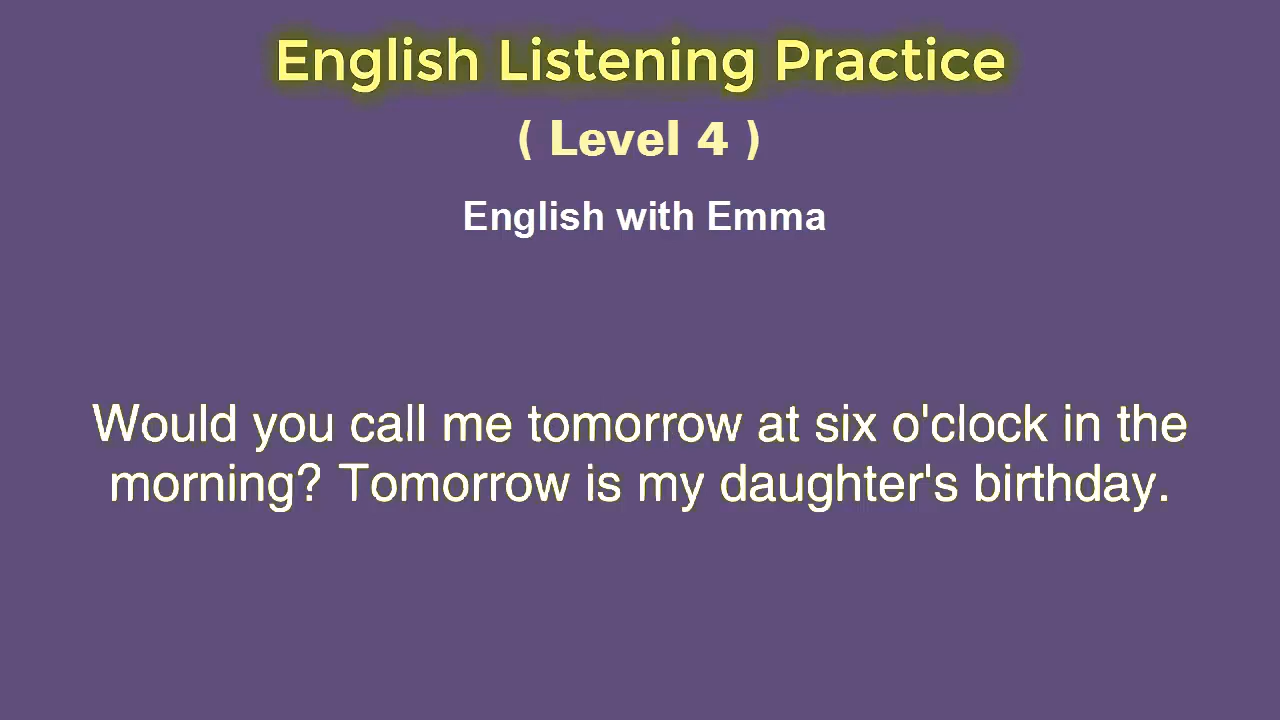 English Listening Practice
( Level 4 )
English with Emma
Would you call me tomorrow at six o'clock in the
morning? Tomorrow is my daughter's birthday.